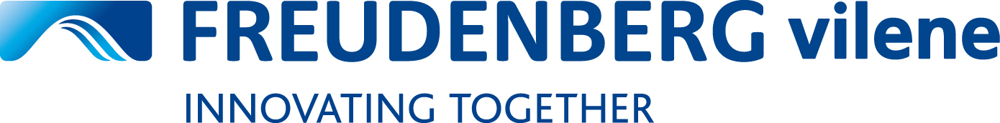 FREUDENBERG vilene
INNOVATING TOGETHER